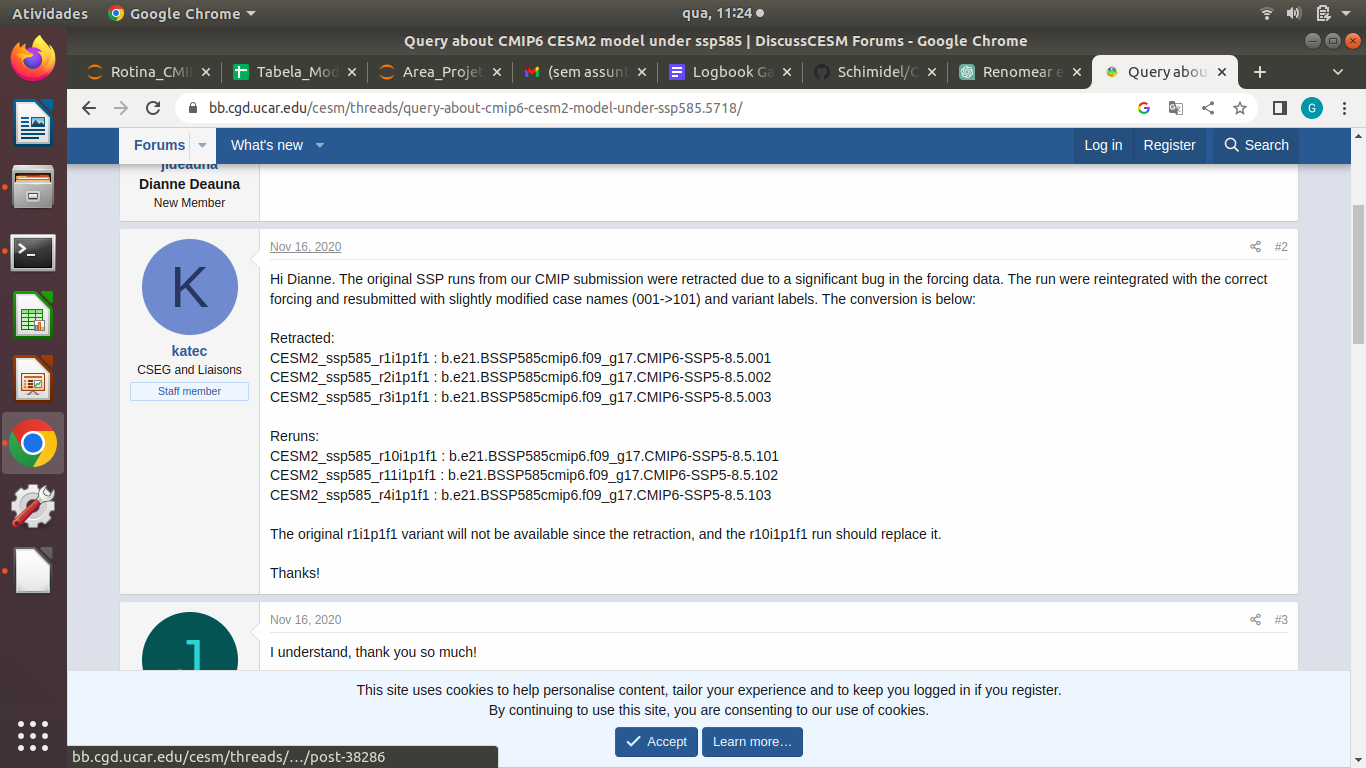 Atividades
Google Chrome
qua, 11:24
Query about CMIP6 CESM2 model under ssp585 | DiscussCESM Forums - Google Chrome
Rotina_CMI
Tabela_Mod
Area_Projet
(sem assunt
Logbook Ga
Schimidel/C
Renomear e
Query abou
bb.cgd.ucar.edu/cesm/threads/query-about-cmip6-cesm2-model-under-ssp585.5718/
G
Forums
What's new
Log in
Register
Search
jldeauna
Dianne Deauna
New Member
K
katec
CSEG and Liaisons
Staff member
Nov 16, 2020
#2
Hi Dianne. The original SSP runs from our CMIP submission were retracted due to a significant bug in the forcing data. The run were reintegrated with the correct
forcing and resubmitted with slightly modified case names (001->101) and variant labels. The conversion is below:
Retracted:
CESM2_ssp585_r1i1p1f1 : b.e21.BSSP585cmip6.f09_g17.CMIP6-SSP5-8.5.001
CESM2_ssp585_r2i1p1f1 : b.e21.BSSP585cmip6.f09_g17.CMIP6-SSP5-8.5.002
CESM2_ssp585_r3i1p1f1 : b.e21.BSSP585cmip6.f09_g17.CMIP6-SSP5-8.5.003
Reruns:
CESM2_ssp585_r10i1p1f1 : b.e21.BSSP585cmip6.f09_g17.CMIP6-SSP5-8.5.101
CESM2_ssp585_r11i1p1f1 : b.e21.BSSP585cmip6.f09_g17.CMIP6-SSP5-8.5.102
CESM2_ssp585_r4i1p1f1 : b.e21.BSSP585cmip6.f09_g17.CMIP6-SSP5-8.5.103
The original r1i1p1f1 variant will not be available since the retraction, and the r10i1p1f1 run should replace it.
Thanks!
J
Nov 16, 2020
#3
I understand, thank you so much!
This site uses cookies to help personalise content, tailor your experience and to keep you logged in if you register.
By continuing to use this site, you are consenting to our use of cookies.
Accept
Learn more…
bb.cgd.ucar.edu/cesm/threads/…/post-38286